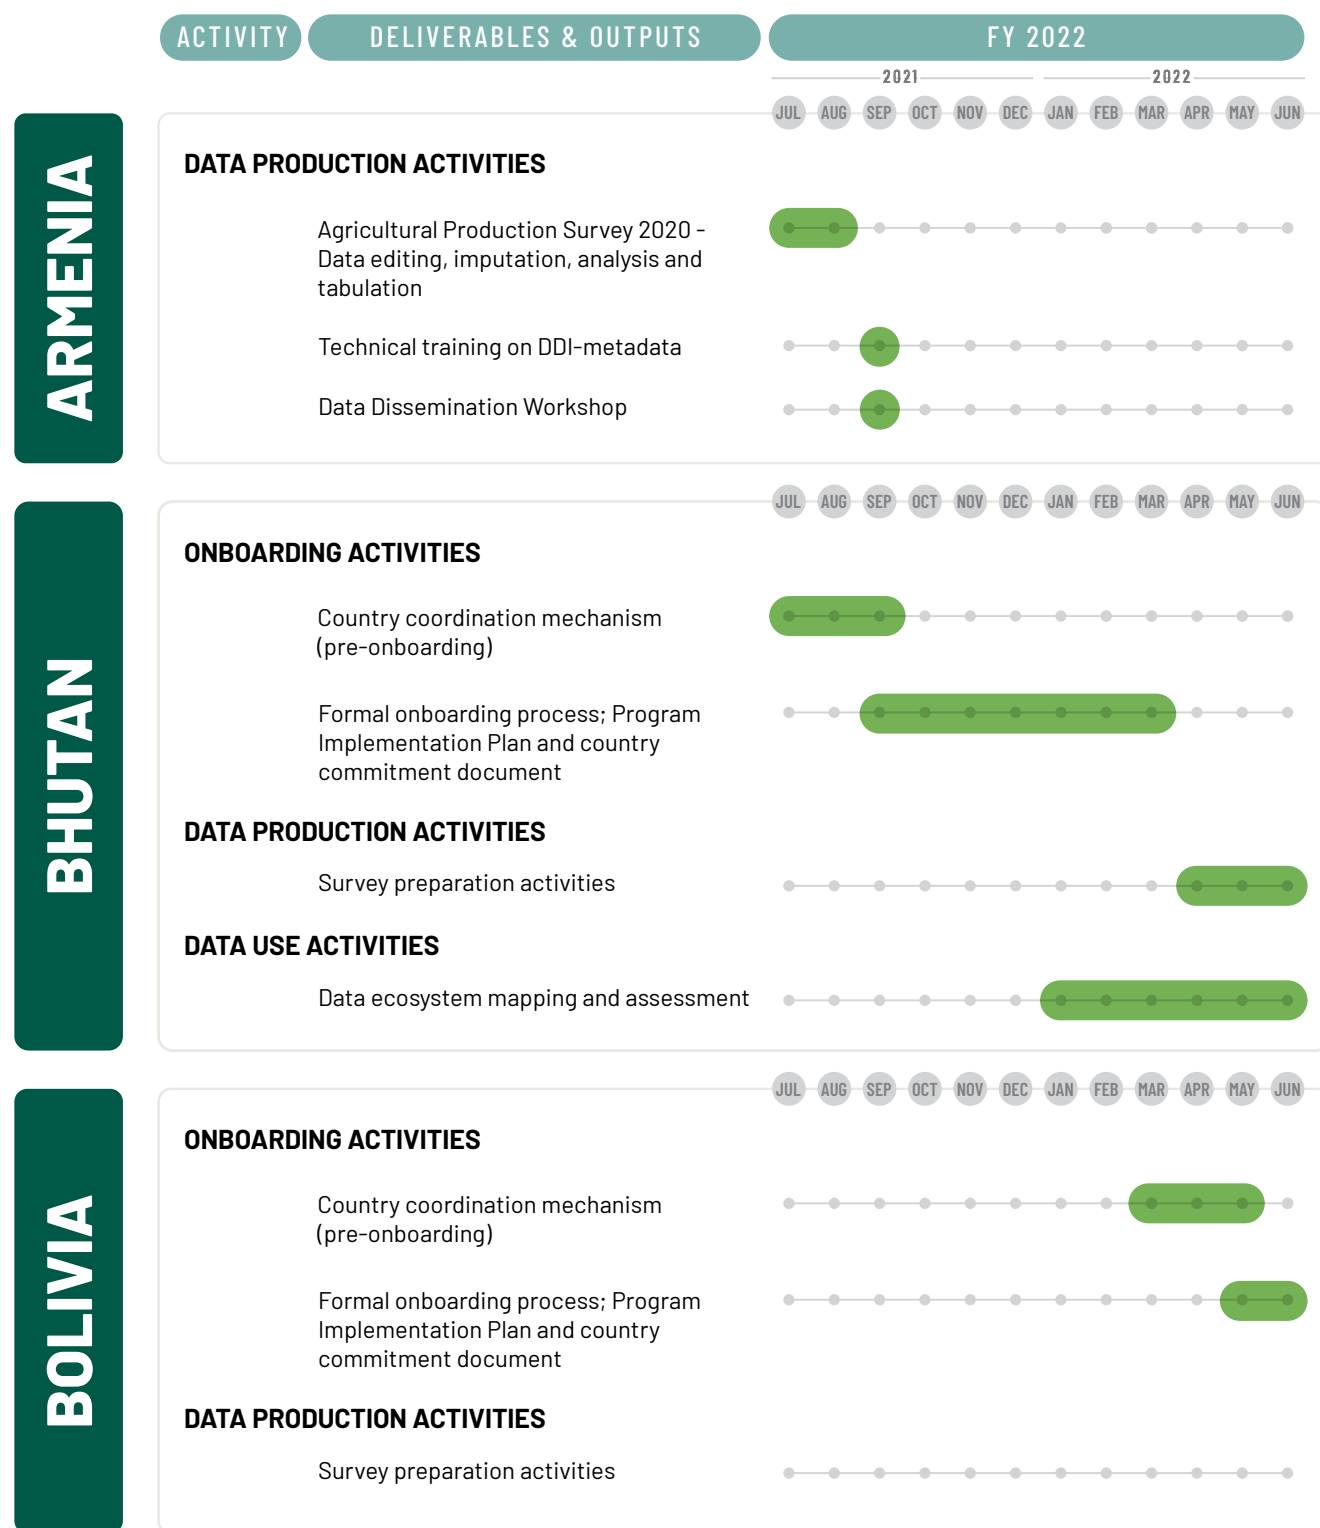 ACTIVITY DELIVERABLES & OUTPUTS FY 2022
2021 2022
JUL AUG SEP OCT NOV DEC JAN FEB MAR APR MAY JUN
ARMENIA
DATA PRODUCTION ACTIVITIES
Agricultural Production Survey 2020 -
Data editing, imputation, analysis and
tabulation
Technical training on DDI-metadata
Data Dissemination Workshop
JUL AUG SEP OCT NOV DEC JAN FEB MAR APR MAY JUN
BHUTAN
ONBOARDING ACTIVITIES
Country coordination mechanism
(pre-onboarding)
Formal onboarding process; Program
Implementation Plan and country
commitment document
DATA PRODUCTION ACTIVITIES
Survey preparation activities
DATA USE ACTIVITIES
Data ecosystem mapping and assessment
JUL AUG SEP OCT NOV DEC JAN FEB MAR APR MAY JUN
BOLIVIA
ONBOARDING ACTIVITIES
Country coordination mechanism
(pre-onboarding)
Formal onboarding process; Program
Implementation Plan and country
commitment document
DATA PRODUCTION ACTIVITIES
Survey preparation activities